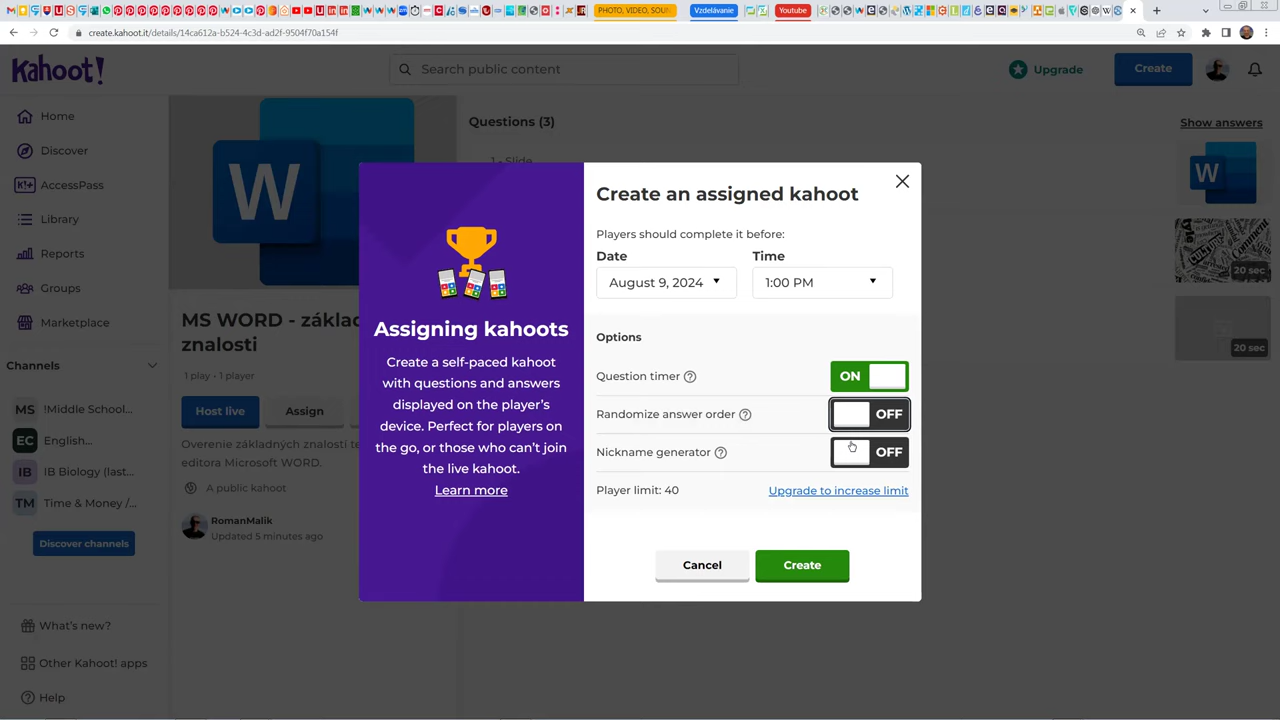 PHOTO, VIDEO, SOUN
Vzdelávanie
Youtube
create.kahoot.it/details/14ca612a-b524-4c3d-ad2f-9504f70a154f
Kahoot!
Search public content
Upgrade
Create
Home
Discover
AccessPass
Library
Reports
Groups
Marketplace
Channels
MS !Middle School...
EC English...
IB IB Biology (last...
TM Time & Money /...
Discover channels
What's new?
Other Kahoot! apps
Help
W
MS WORD - základ
znalosti
1 play · 1 player
Host live
Assign
Overenie základných znalostí te
editora Microsoft WORD.
A public kahoot
RomanMalik
Updated 5 minutes ago
Questions (3)
Show answers
1 - Slide
W
20 sec
20 sec
Assigning kahoots
Create a self-paced kahoot
with questions and answers
displayed on the player's
device. Perfect for players on
the go, or those who can't join
the live kahoot.
Learn more
Create an assigned kahoot
Players should complete it before:
Date
Time
August 9, 2024
1:00 PM
Options
Question timer
ON
Randomize answer order
OFF
Nickname generator
OFF
Player limit: 40
Upgrade to increase limit
Cancel
Create